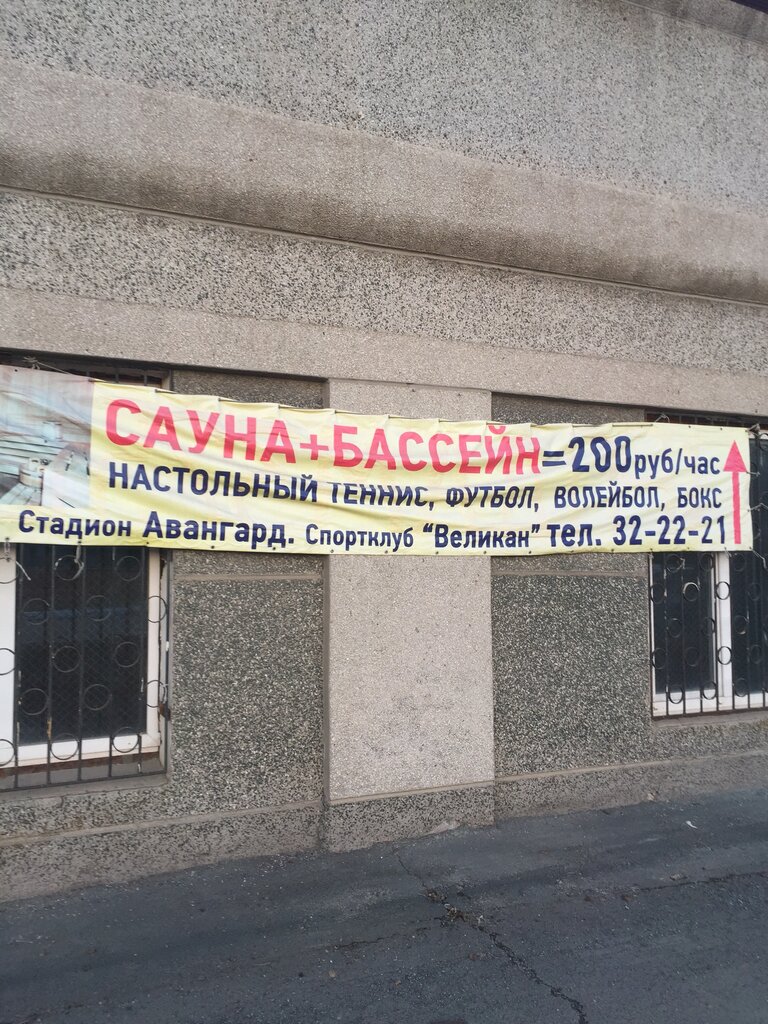 САУНА+БАССЕЙН=200руб/час
НАСТОЛЬНЫЙ ТЕННИС, ФУТБОЛ, ВОЛЕЙБОЛ, БОКС
Стадион Авангард. Спортклуб "Великан" тел. 32-22-21